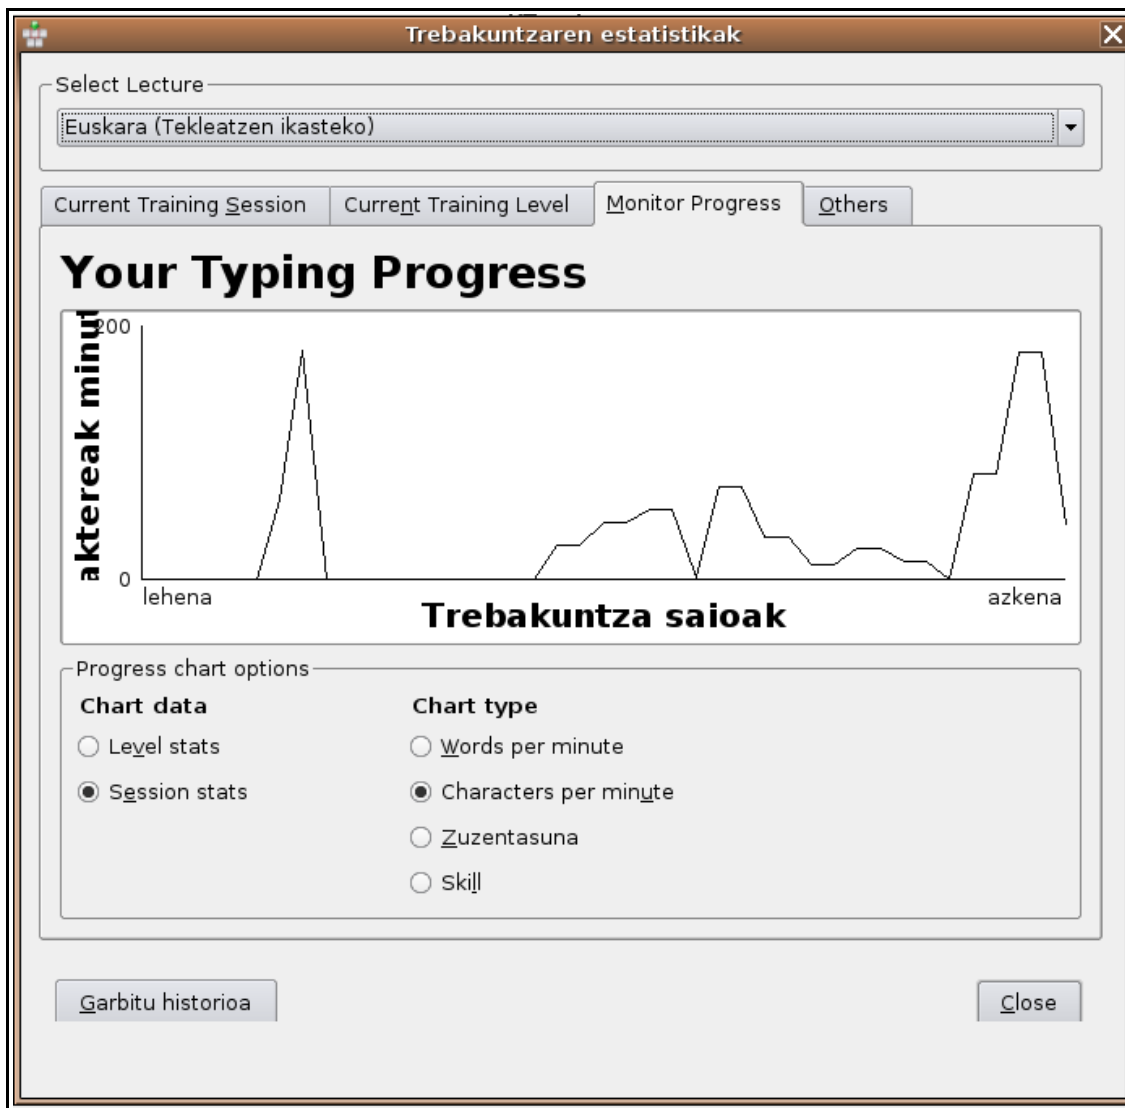 Trebakuntzaren estatistikak
Select Lecture
Euskara (Tekleatzen ikasteko)
Current Training Session
Current Training Level
Monitor Progress
Others
Your Typing Progress
200
aktereak minut
0
lehena
azkena
Trebakuntza saioak
Progress chart options
Chart data
Chart type
Level stats
Words per minute
Session stats
Characters per minute
Zuzentasuna
Skill
Garbitu historioa
Close